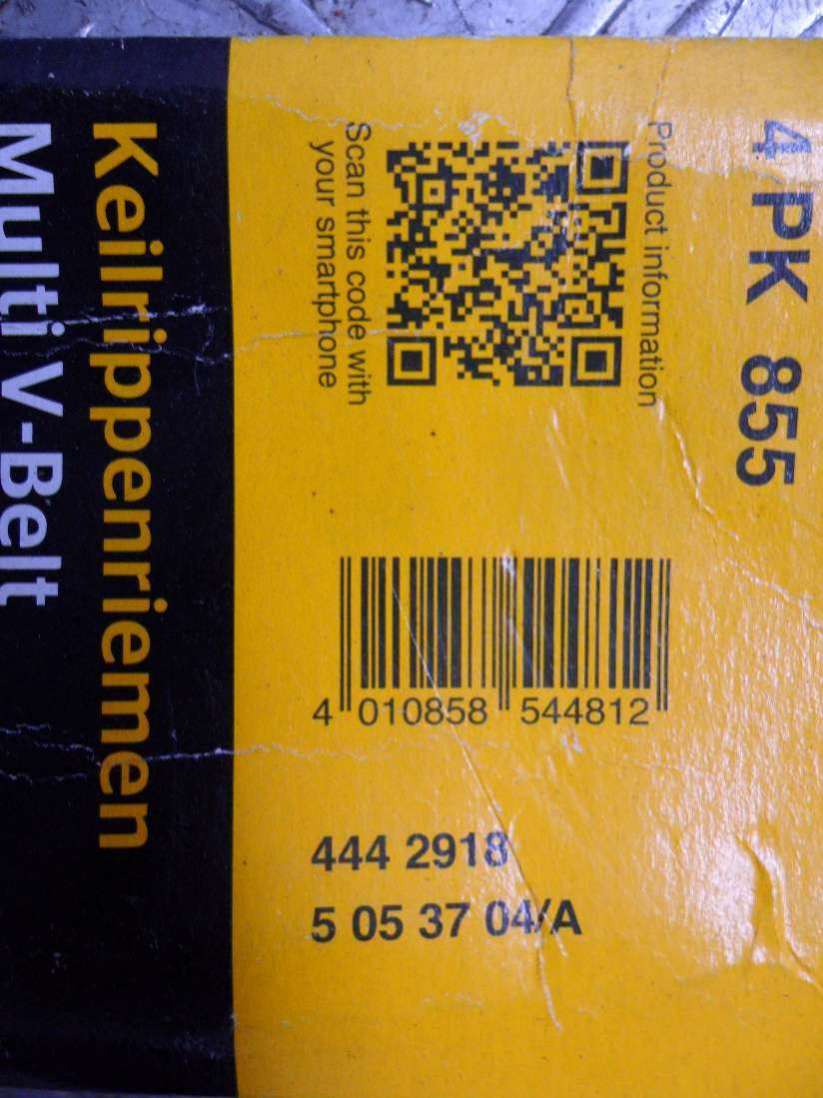 4 PK 855
Product information
Scan this code with
your smartphone
Keilrippenriemen
Multi V-Belt
4 010858 544812
444 2918
5 05 37 04/A